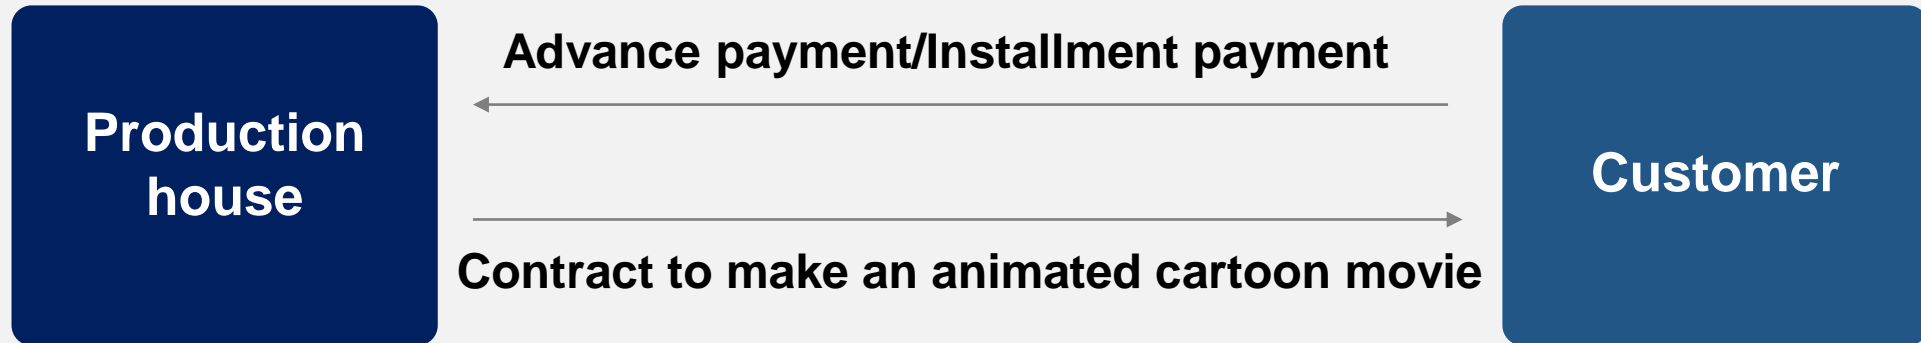 Production
house
Advance payment/Installment payment
Contract to make an animated cartoon movie
Customer